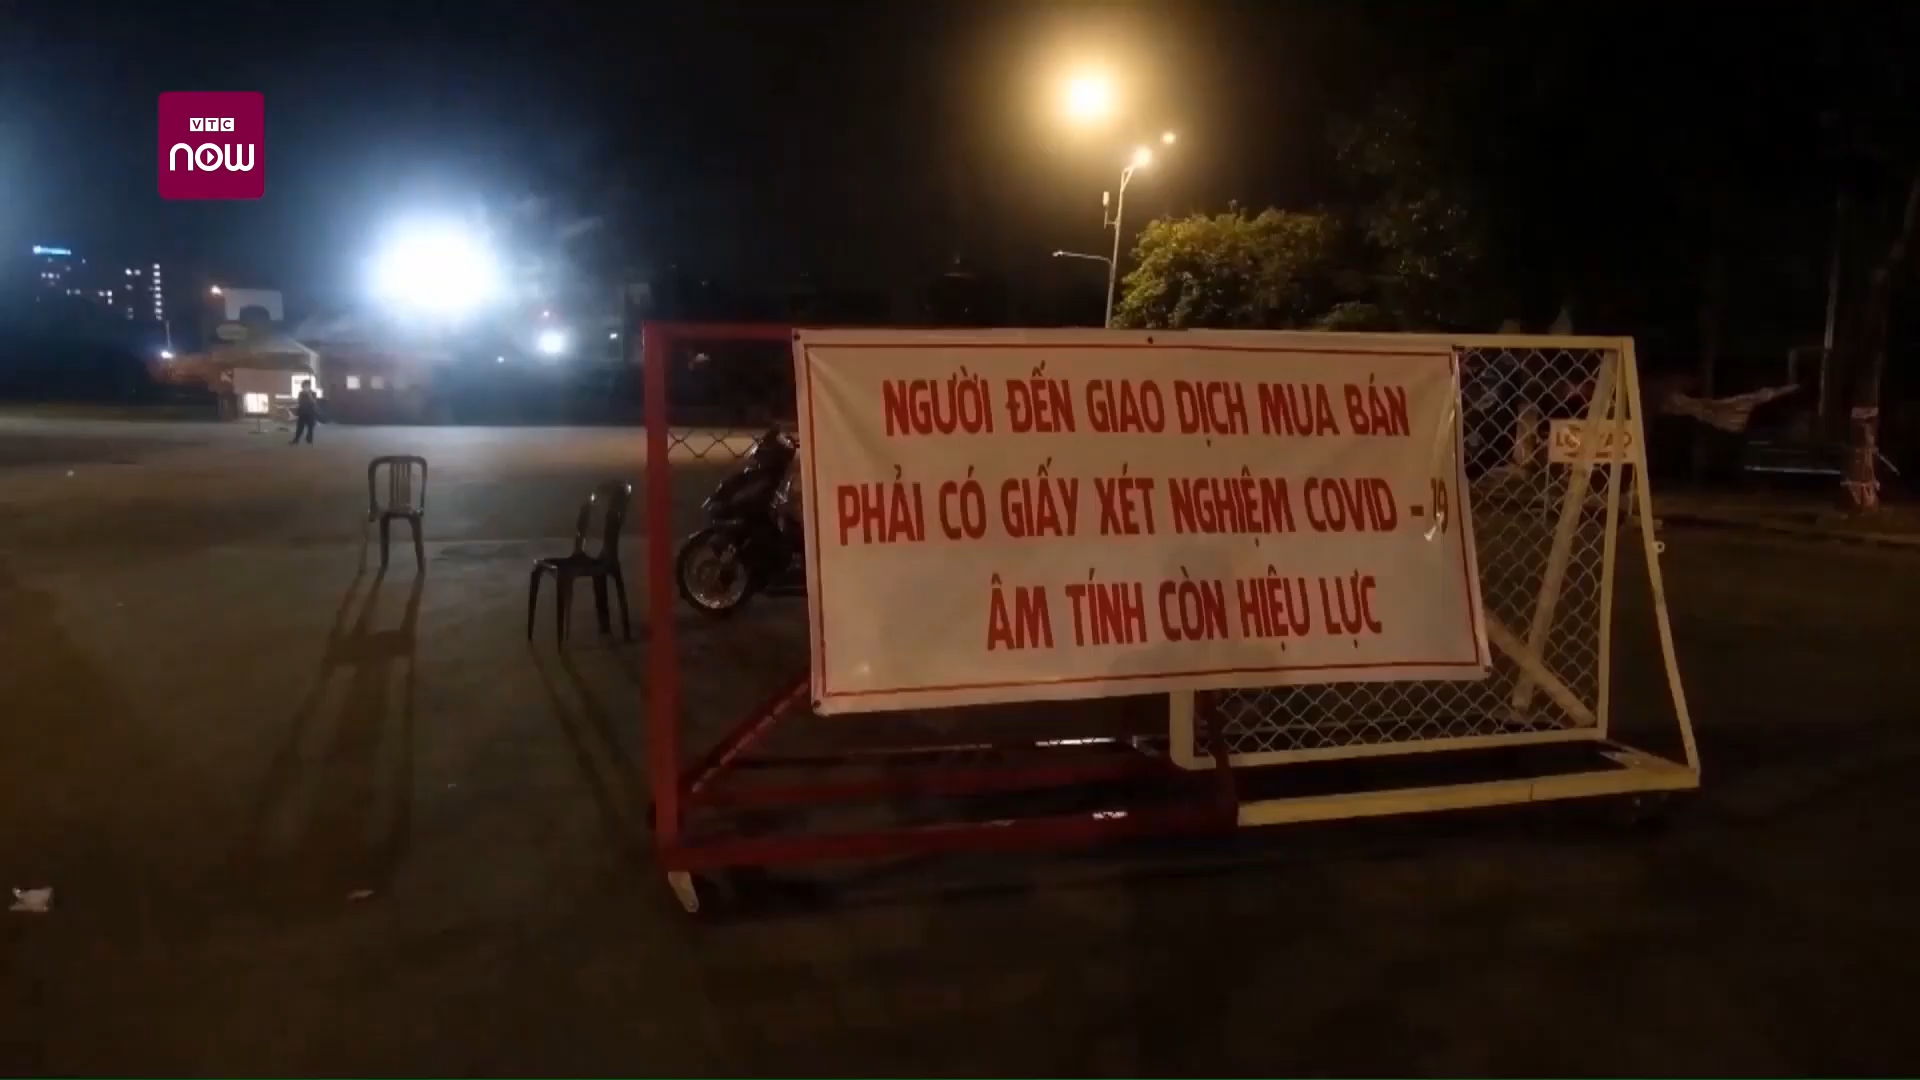 VTC
now
NGƯỜI ĐẾN GIAO DỊCH MUA BÁN
PHẢI CÓ GIẤY XÉT NGHIỆM COVID - 19
ÂM TÍNH CÒN HIỆU LỰC